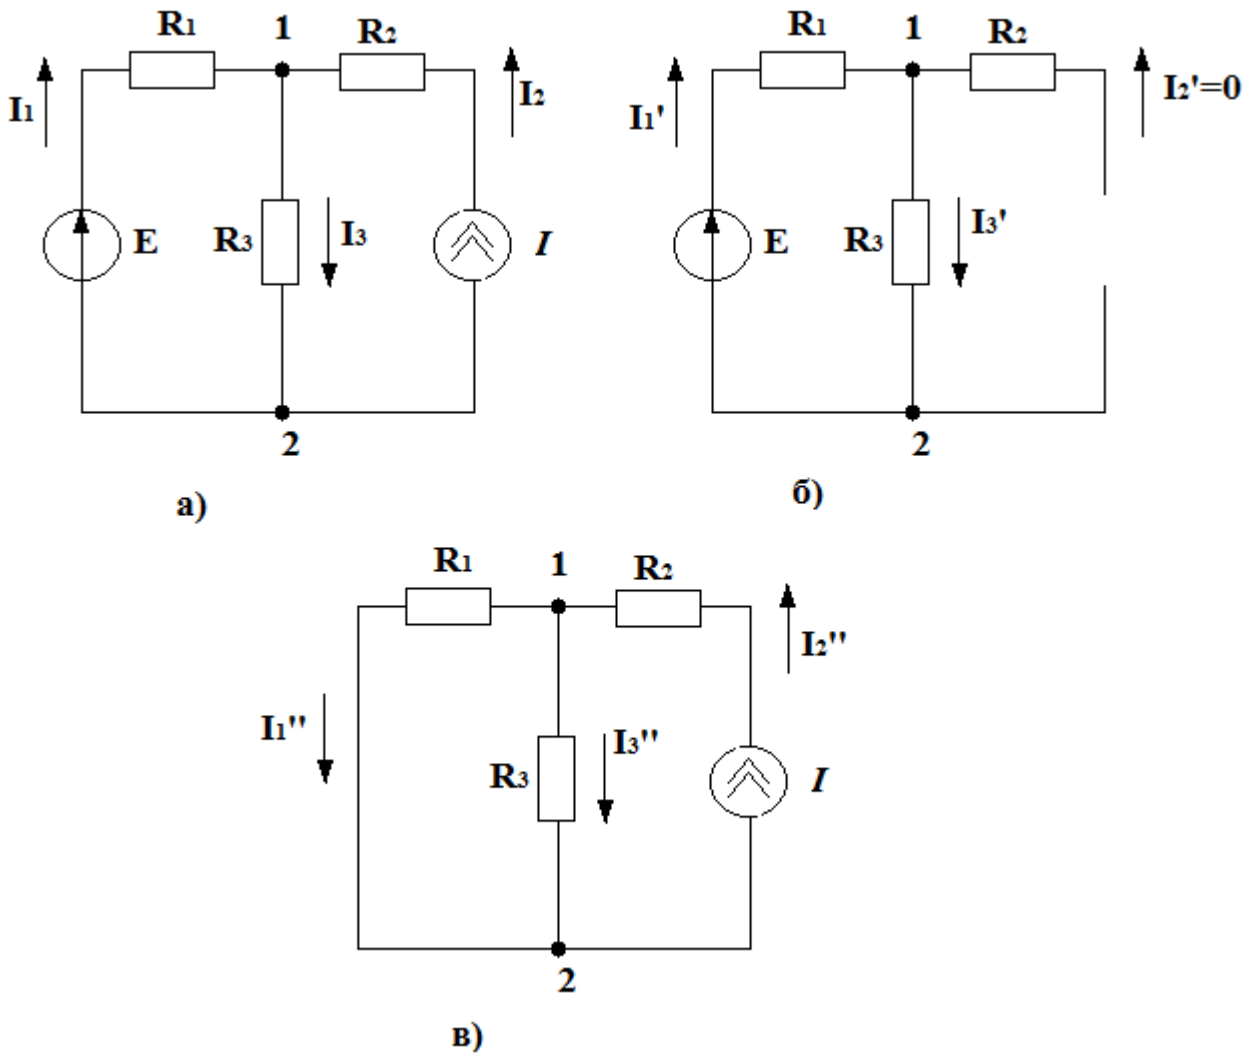 R1 1 R2
I1 I2
E R3 I3 I
2
а)
R1 1 R2
I1' I2'=0
E R3 I3'
2
б)
R1 1 R2
I2''
I1'' I3''
R3 I
2
в)